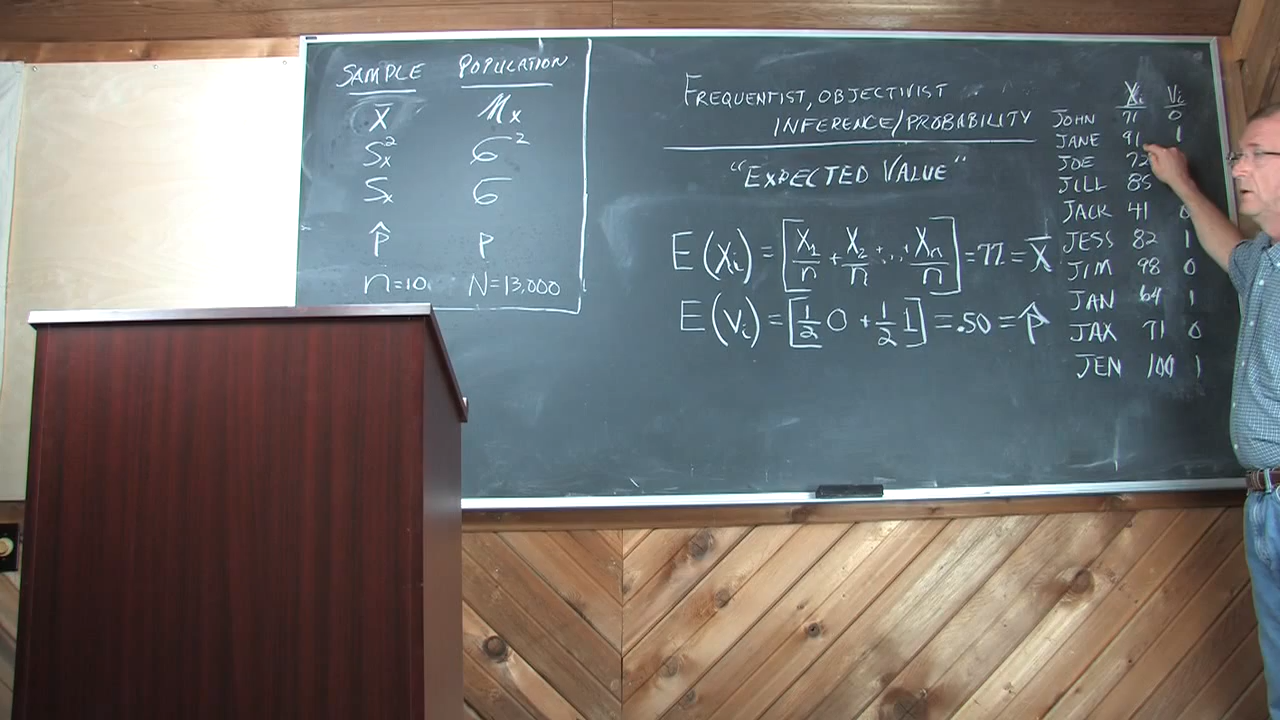 SAMPLE POPULATION
X̄ μx
Sx² σ²
Sx σ
p̂ p
n=10 N=13,000
FREQUENTIST, OBJECTIVIST
INFERENCE/PROBABILITY
"EXPECTED VALUE"
E(Xi) = [X1/n + X2/n + ... + Xn/n] = 77. = X̄
E(Vi) = [1/2 0 + 1/2 1] = .50 = p̂
Xi Vi
JOHN 71 0
JANE 91 1
JOE 72
JILL 85
JACK 41 0
JESS 82 1
JIM 98 0
JAN 64 1
JAX 71 0
JEN 100 1